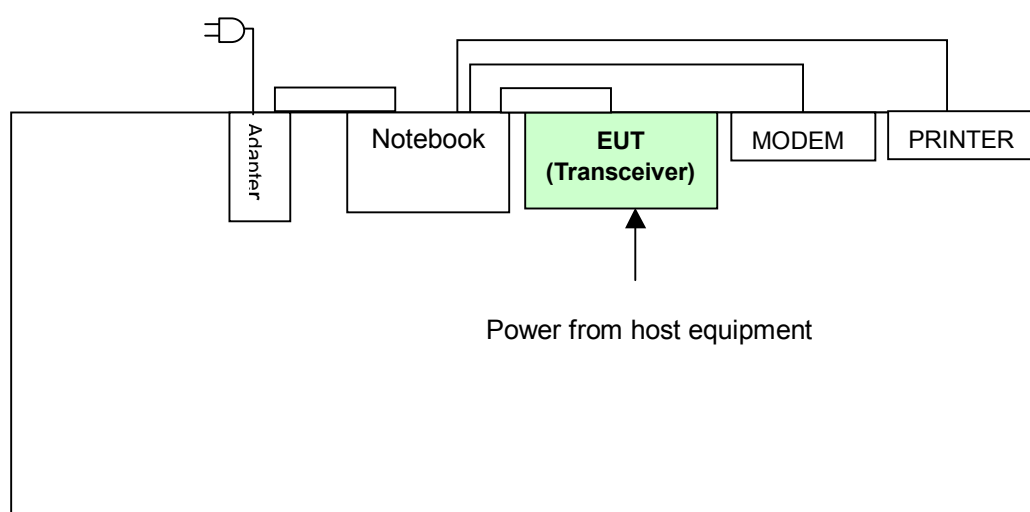 Adapter
Notebook
EUT
(Transceiver)
MODEM
PRINTER
Power from host equipment